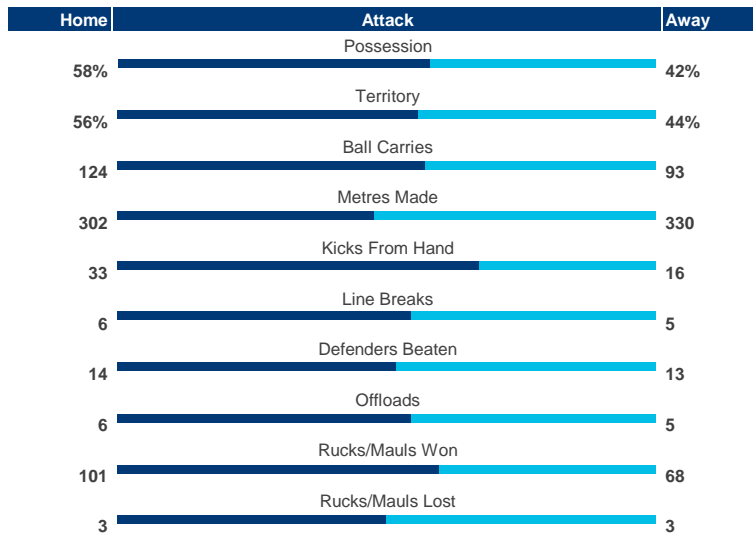 Home Attack Away
Possession
58% 42%
Territory
56% 44%
Ball Carries
124 93
Metres Made
302 330
Kicks From Hand
33 16
Line Breaks
6 5
Defenders Beaten
14 13
Offloads
6 5
Rucks/Mauls Won
101 68
Rucks/Mauls Lost
3 3